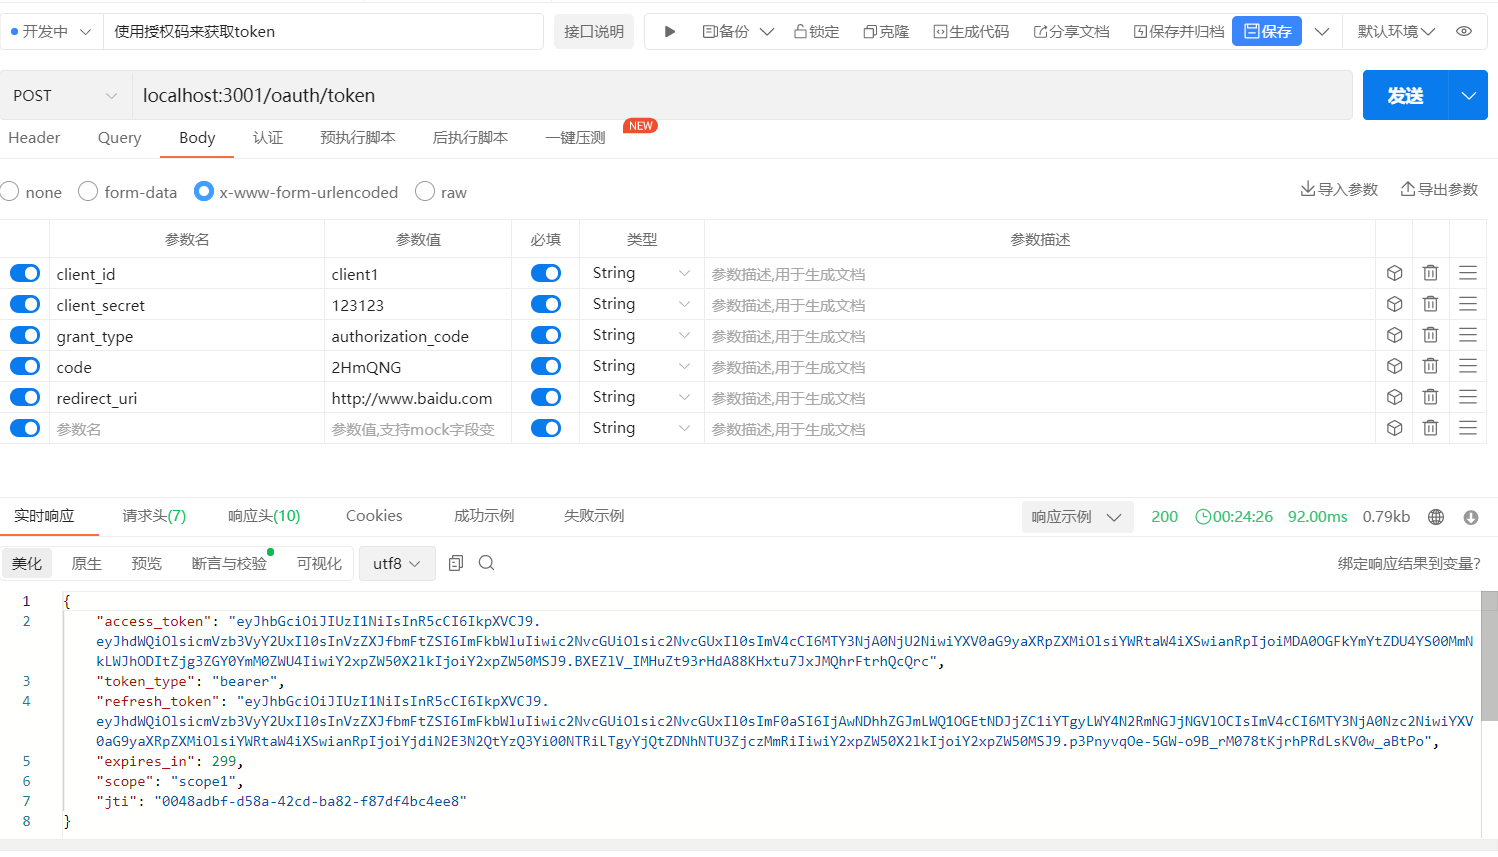 开发中 使用授权码来获取token 接口说明 备份 锁定 克隆 生成代码 分享文档 保存并归档 保存 默认环境
POST localhost:3001/oauth/token 发送
Header Query Body 认证 预执行脚本 后执行脚本 一键压测 NEW
none form-data x-www-form-urlencoded raw 导入参数 导出参数
参数名 参数值 必填 类型 参数描述
client_id client1 String 参数描述,用于生成文档
client_secret 123123 String 参数描述,用于生成文档
grant_type authorization_code String 参数描述,用于生成文档
code 2HmQNG String 参数描述,用于生成文档
redirect_uri http://www.baidu.com String 参数描述,用于生成文档
参数名 参数值,支持mock字段变 String 参数描述,用于生成文档
实时响应 请求头(7) 响应头(10) Cookies 成功示例 失败示例 响应示例 200 00:24:26 92.00ms 0.79kb
美化 原生 预览 断言与校验 可视化 utf8 绑定响应结果到变量?
1 {
2 "access_token": "eyJhbGciOiJIUzI1NiIsInR5cCI6IkpXVCJ9.
eyJhdWQiOlsicmVzb3VyY2UxIl0sInVzZXJfbmFtZSI6ImFkbWluIiwic2NvcGUiOlsic2NvcGUxIl0sImV4cCI6MTY3NjA0NjU2NiwiYXV0aG9yaXRpZXMiOlsiYWRtaW4iXSwianRpIjoiMDA0OGFkYmYtZDU4YS00MmN
kLWJhODItZjg3ZGY0YmM0ZWU4IiwiY2xpZW50X2lkIjoiY2xpZW50MSJ9.BXEZlV_IMHuZt93rHdA88KHxtu7JxJMQhrFtrhQcQrc",
3 "token_type": "bearer",
4 "refresh_token": "eyJhbGciOiJIUzI1NiIsInR5cCI6IkpXVCJ9.
eyJhdWQiOlsicmVzb3VyY2UxIl0sInVzZXJfbmFtZSI6ImFkbWluIiwic2NvcGUiOlsic2NvcGUxIl0sImF0aSI6IjAwNDhhZGJmLWQ1OGEtNDJjZC1iYTgyLWY4N2RmNGJjNGVlOCIsImV4cCI6MTY3NjA0Nzc2NiwiYXV
0aG9yaXRpZXMiOlsiYWRtaW4iXSwianRpIjoiYjdiN2E3N2QtYzQ3Yi00NTRiLTgyYjQtZDNhNTU3ZjczMmRiIiwiY2xpZW50X2lkIjoiY2xpZW50MSJ9.p3PnyvqOe-5GW-o9B_rM078tKjrhPRdLsKV0w_aBtPo",
5 "expires_in": 299,
6 "scope": "scope1",
7 "jti": "0048adbf-d58a-42cd-ba82-f87df4bc4ee8"
8 }